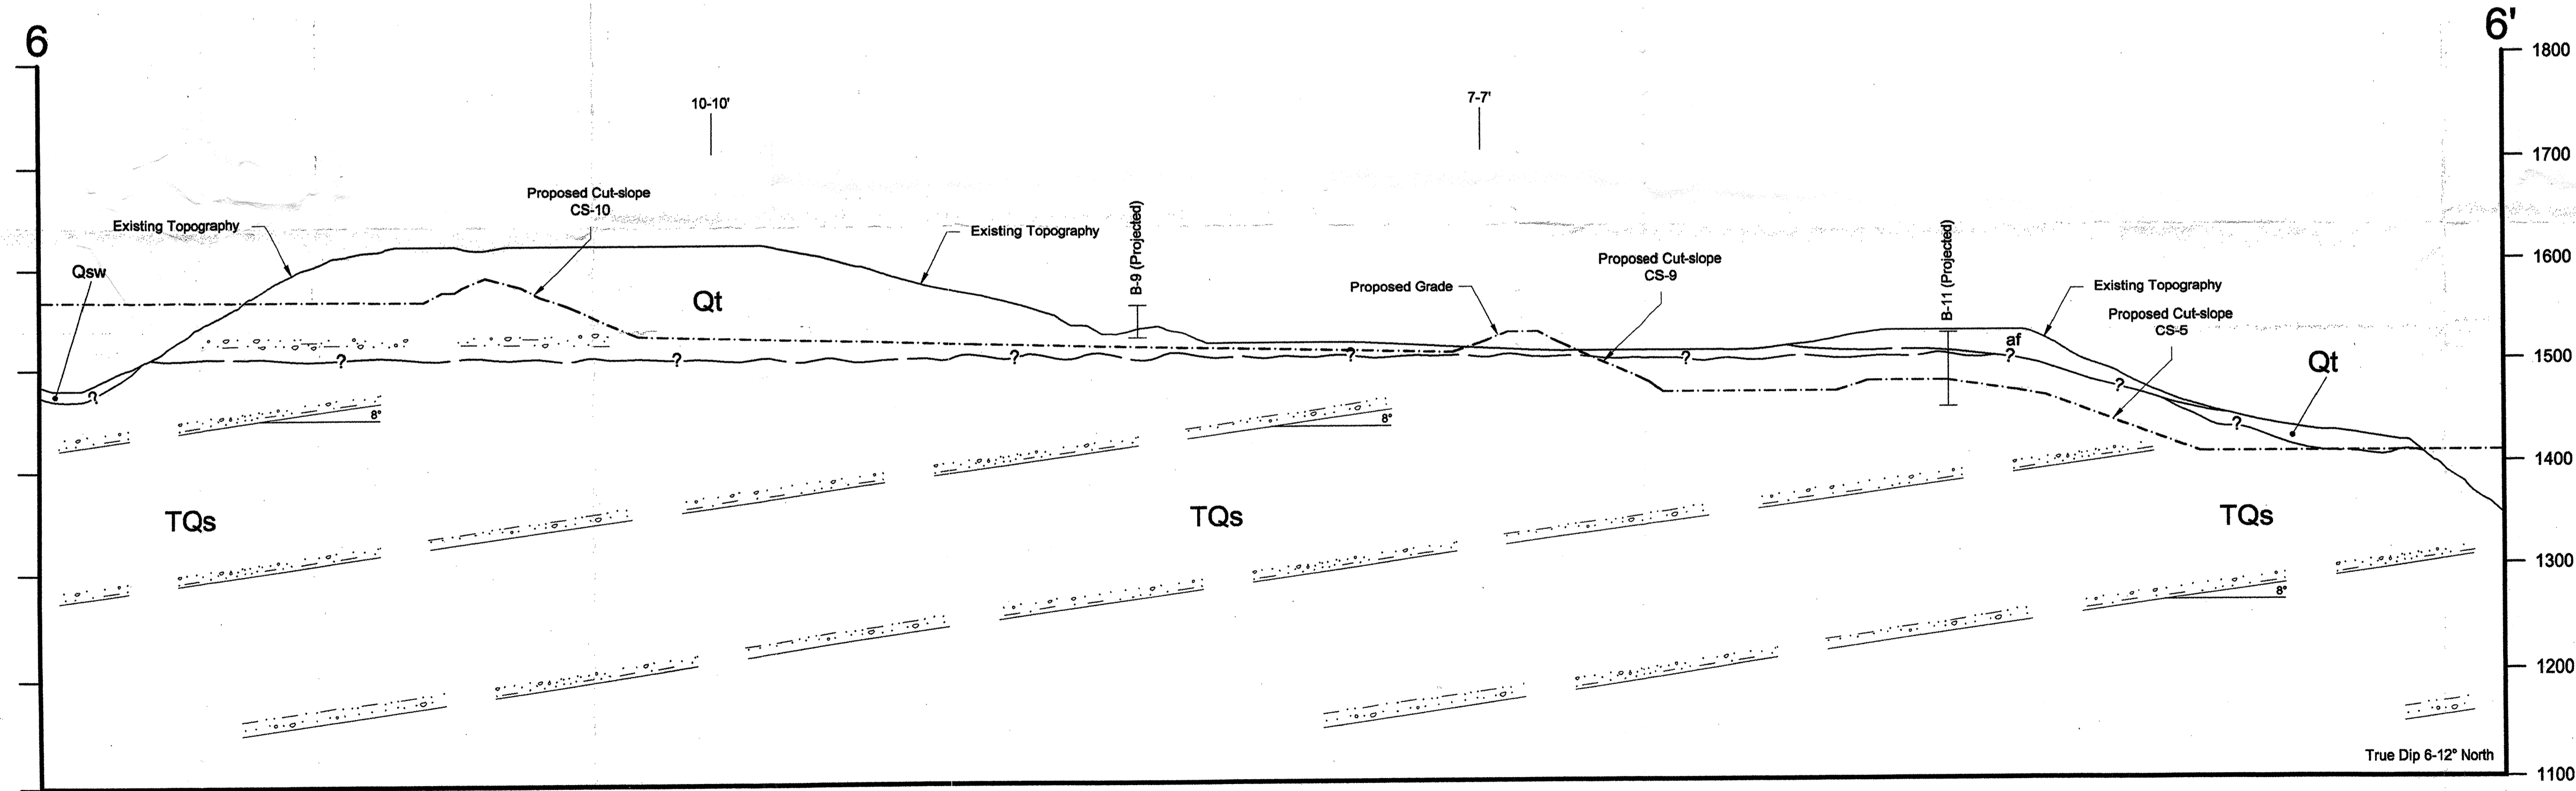 6
6'
1800
10-10'
7-7'
1700
Proposed Cut-slope
CS-10
Existing Topography
Existing Topography
B-9 (Projected)
Proposed Cut-slope
CS-9
B-11 (Projected)
1600
Qsw
Qt
Proposed Grade
Existing Topography
Proposed Cut-slope
CS-5
af
Qt
1500
?
?
?
?
?
?
?
?
?
8°
8°
1400
TQs
TQs
TQs
1300
8°
1200
True Dip 6-12° North
1100